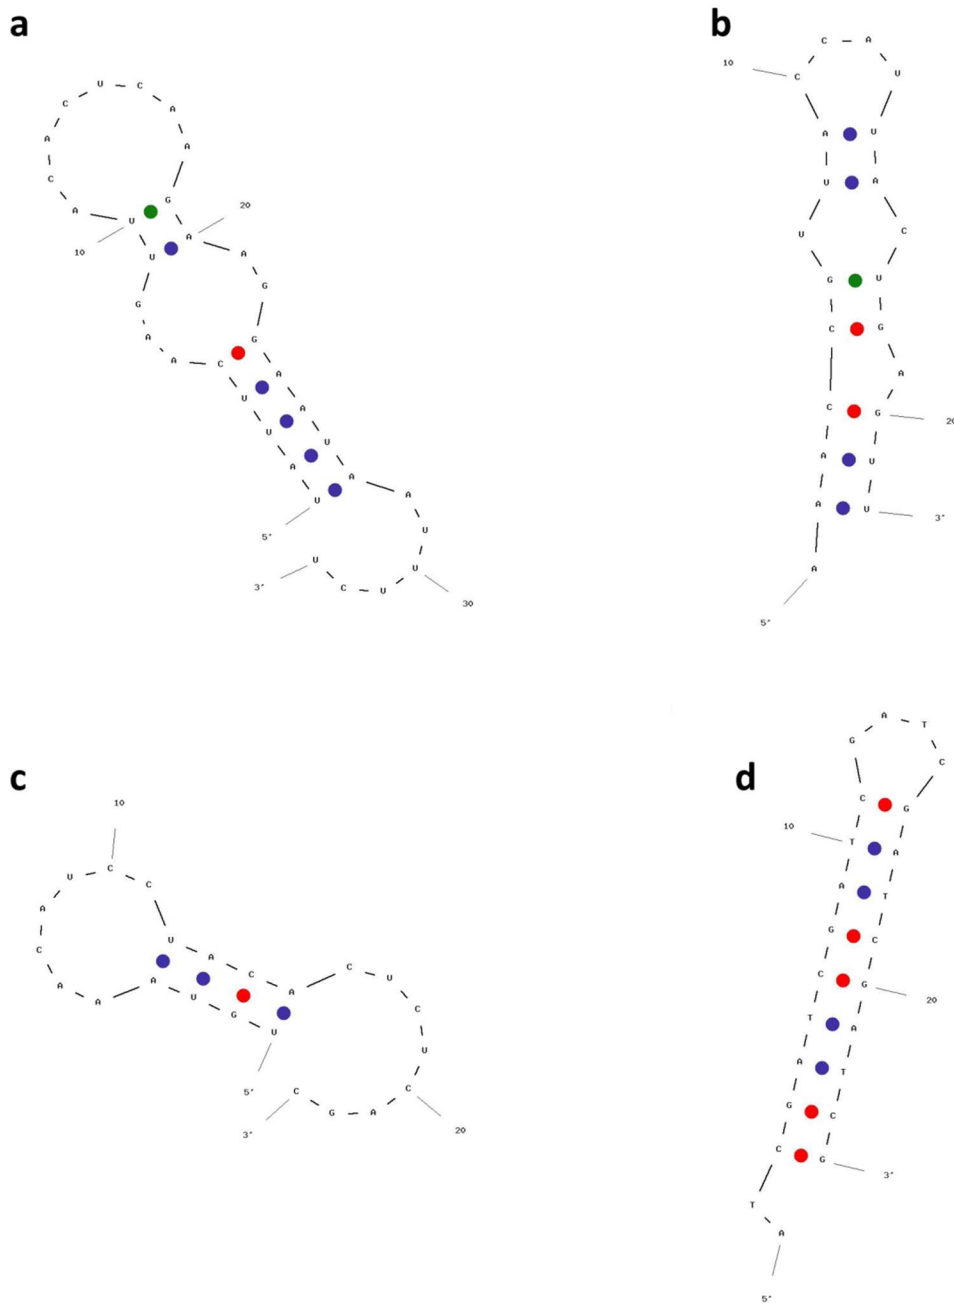 a
5'
U A U U C A A G U U
10
A C A C U C A A G A
20
A G G A A U A A U U
30
U C U
3'
b
5'
A A A C C G U U A C
10
C A U U A C U G A G
20
U U
3'
c
5'
U G U A A A C A U C
10
C U A C A C U C U C
20
A G C
3'
d
5'
A T C G A T C G A T
10
C G A T C G A T C G
20
A T C G
3'